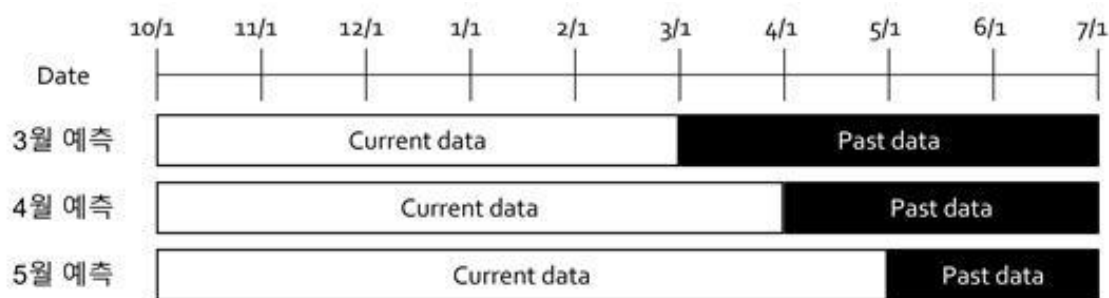 10/1 11/1 12/1 1/1 2/1 3/1 4/1 5/1 6/1 7/1
Date
3월 예측 Current data Past data
4월 예측 Current data Past data
5월 예측 Current data Past data